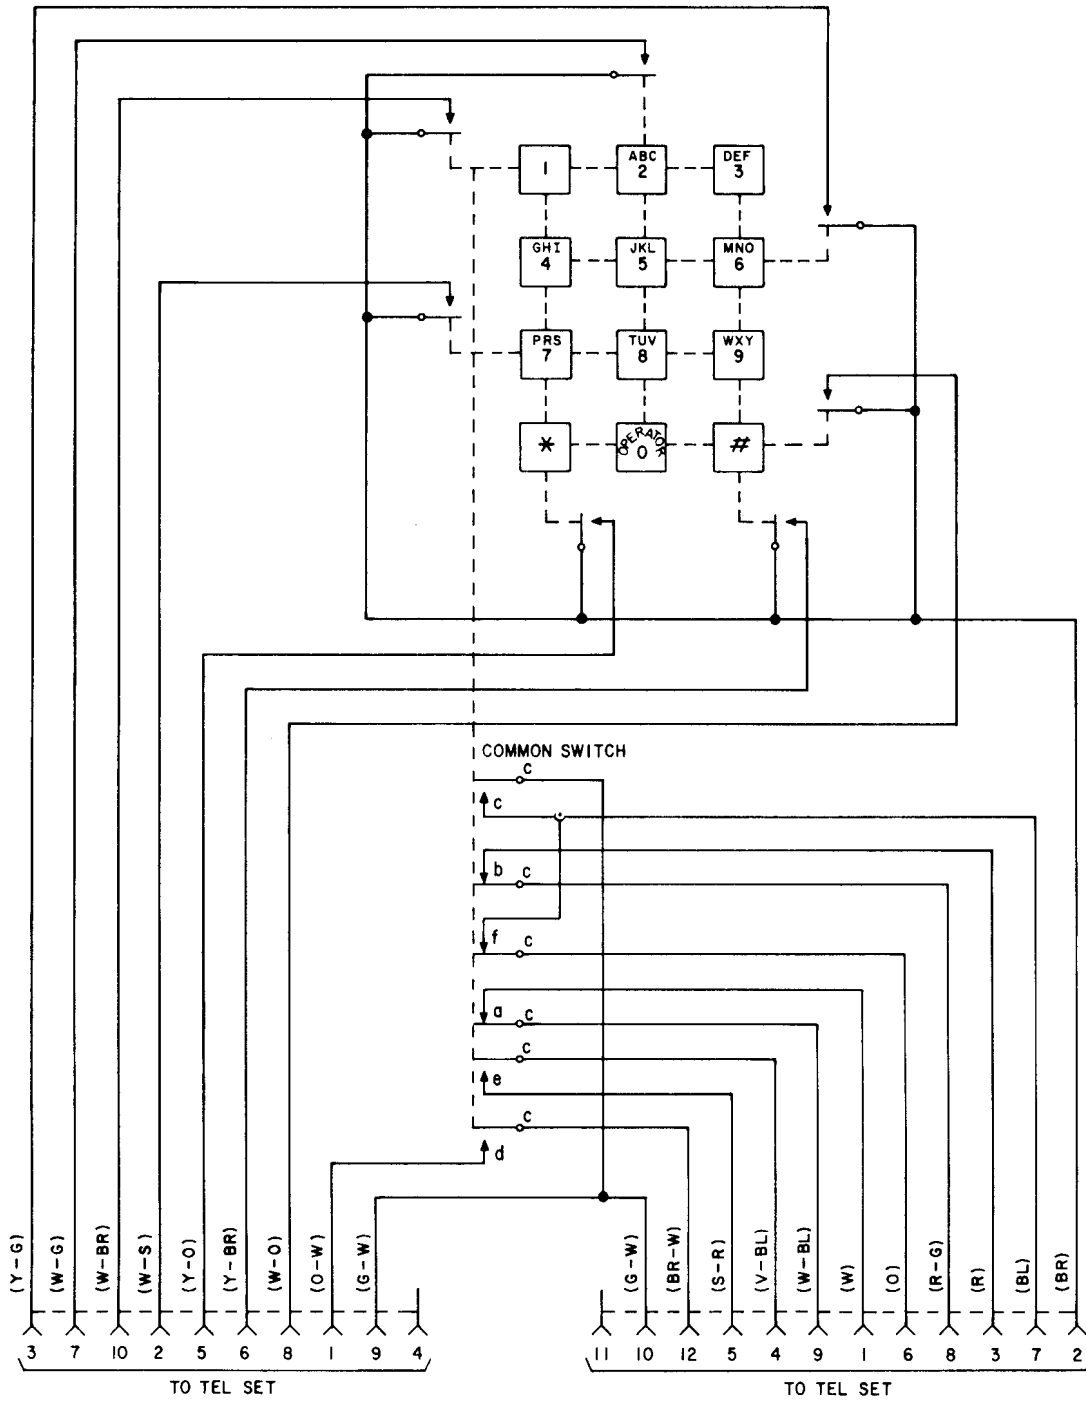 1
ABC
2
DEF
3
GHI
4
JKL
5
MNO
6
PRS
7
TUV
8
WXY
9
*
OPERATOR
0
#
COMMON SWITCH
c
c
b c
f c
a c
c
e
c
d
(Y-G) (W-G) (W-BR) (W-S) (Y-O) (Y-BR) (W-O) (O-W) (G-W)
(G-W) (BR-W) (S-R) (V-BL) (W-BL) (W) (O) (R-G) (R) (BL) (BR)
3 7 10 2 5 6 8 1 9 4
11 10 12 5 4 9 1 6 8 3 7 2
TO TEL SET
TO TEL SET